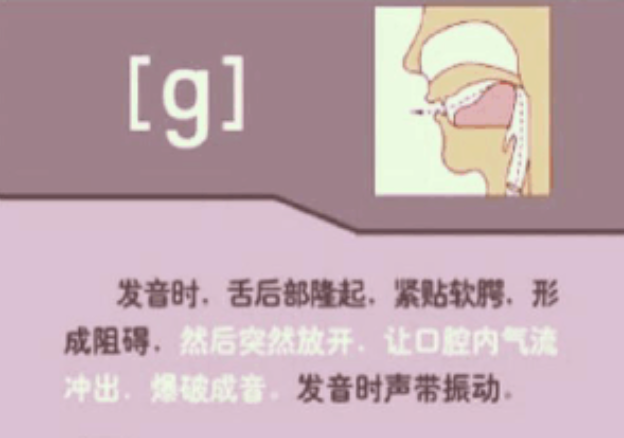 [g]
发音时，舌后部隆起，紧贴软腭，形
成阻碍，然后突然放开，让口腔内气流
冲出，爆破成音。发音时声带振动。